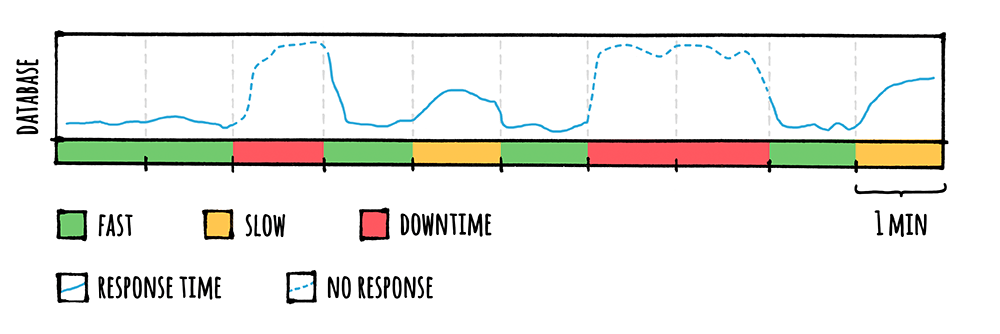 DATABASE
FAST
SLOW
DOWNTIME
1 MIN
RESPONSE TIME
NO RESPONSE